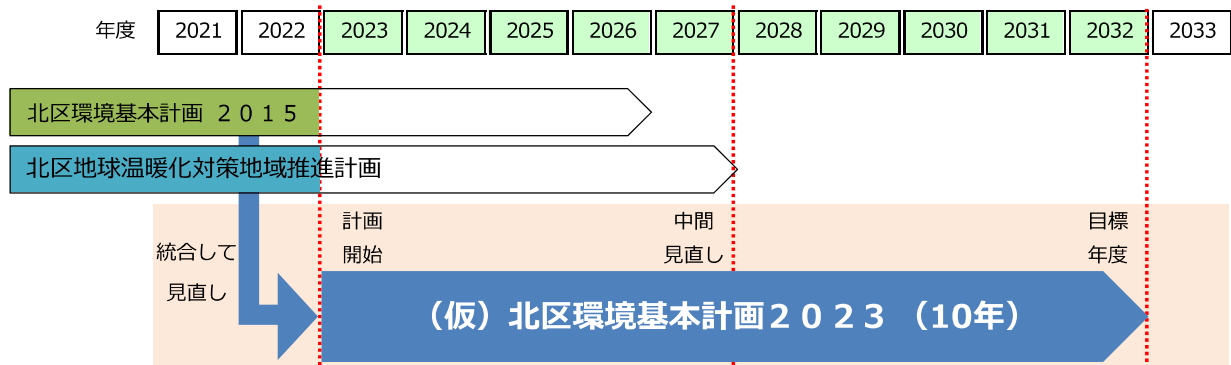 年度 2021 2022 2023 2024 2025 2026 2027 2028 2029 2030 2031 2032 2033
北区環境基本計画 ２０１５
北区地球温暖化対策地域推進計画
統合して
見直し
計画
開始
中間
見直し
目標
年度
（仮）北区環境基本計画２０２３ （10年）